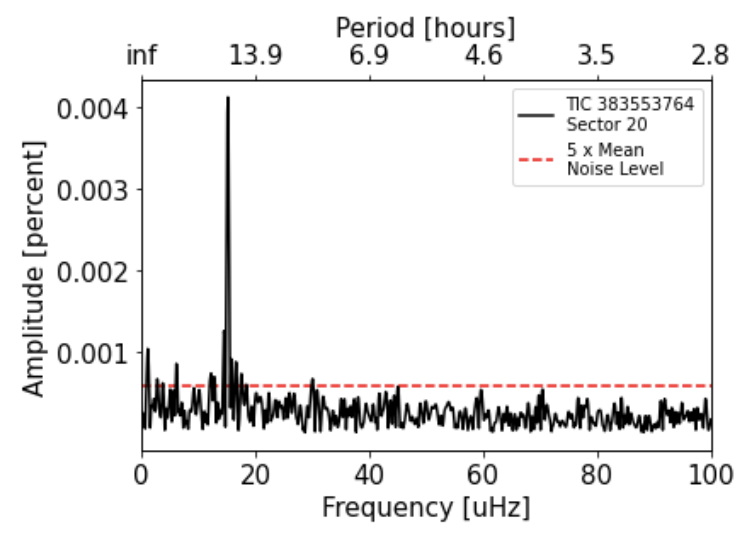 Period [hours]
inf 13.9 6.9 4.6 3.5 2.8
0.004
0.003
0.002
0.001
Amplitude [percent]
TIC 383553764
Sector 20
5 x Mean
Noise Level
0 20 40 60 80 100
Frequency [uHz]